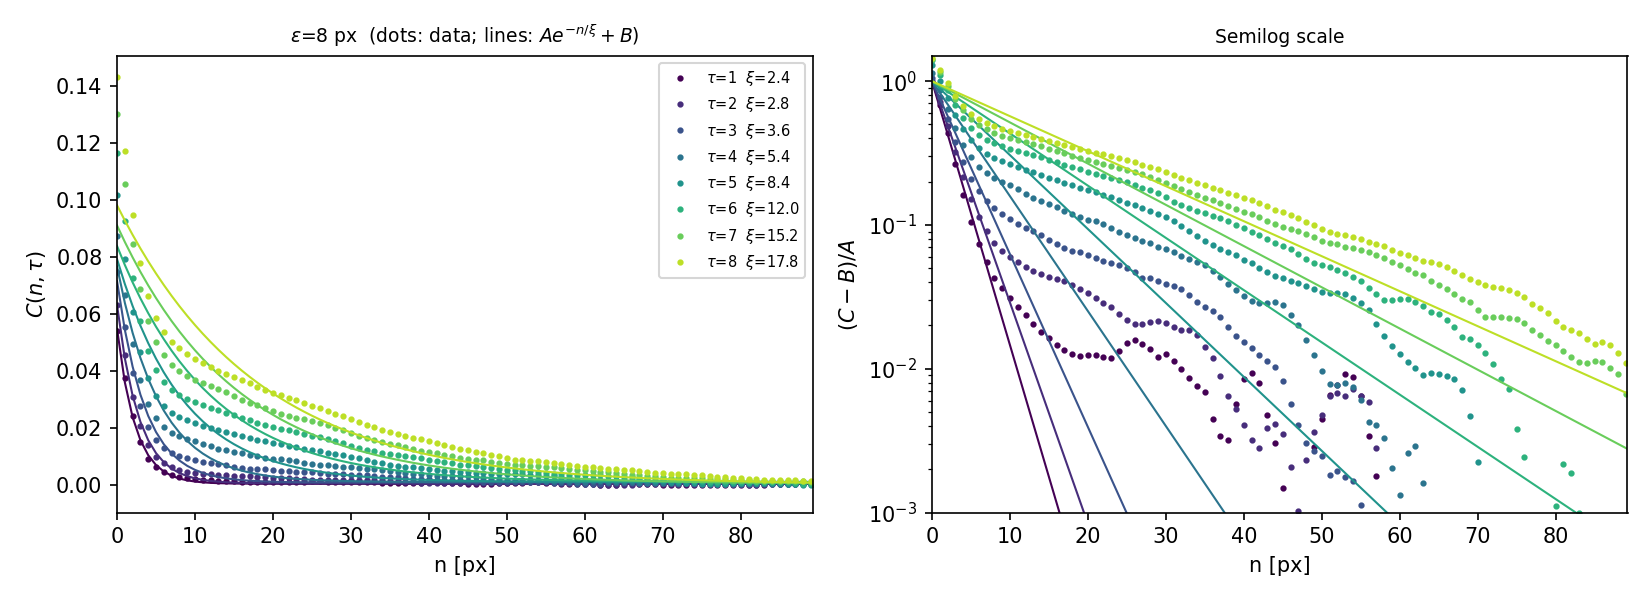 ε=8 px (dots: data; lines: Ae^{-n/ξ} + B)
0.14
0.12
0.10
0.08
0.06
0.04
0.02
0.00
C(n, τ)
0 10 20 30 40 50 60 70 80
n [px]
τ=1 ξ=2.4
τ=2 ξ=2.8
τ=3 ξ=3.6
τ=4 ξ=5.4
τ=5 ξ=8.4
τ=6 ξ=12.0
τ=7 ξ=15.2
τ=8 ξ=17.8
Semilog scale
10^0
10^{-1}
10^{-2}
10^{-3}
(C − B)/A
0 10 20 30 40 50 60 70 80
n [px]